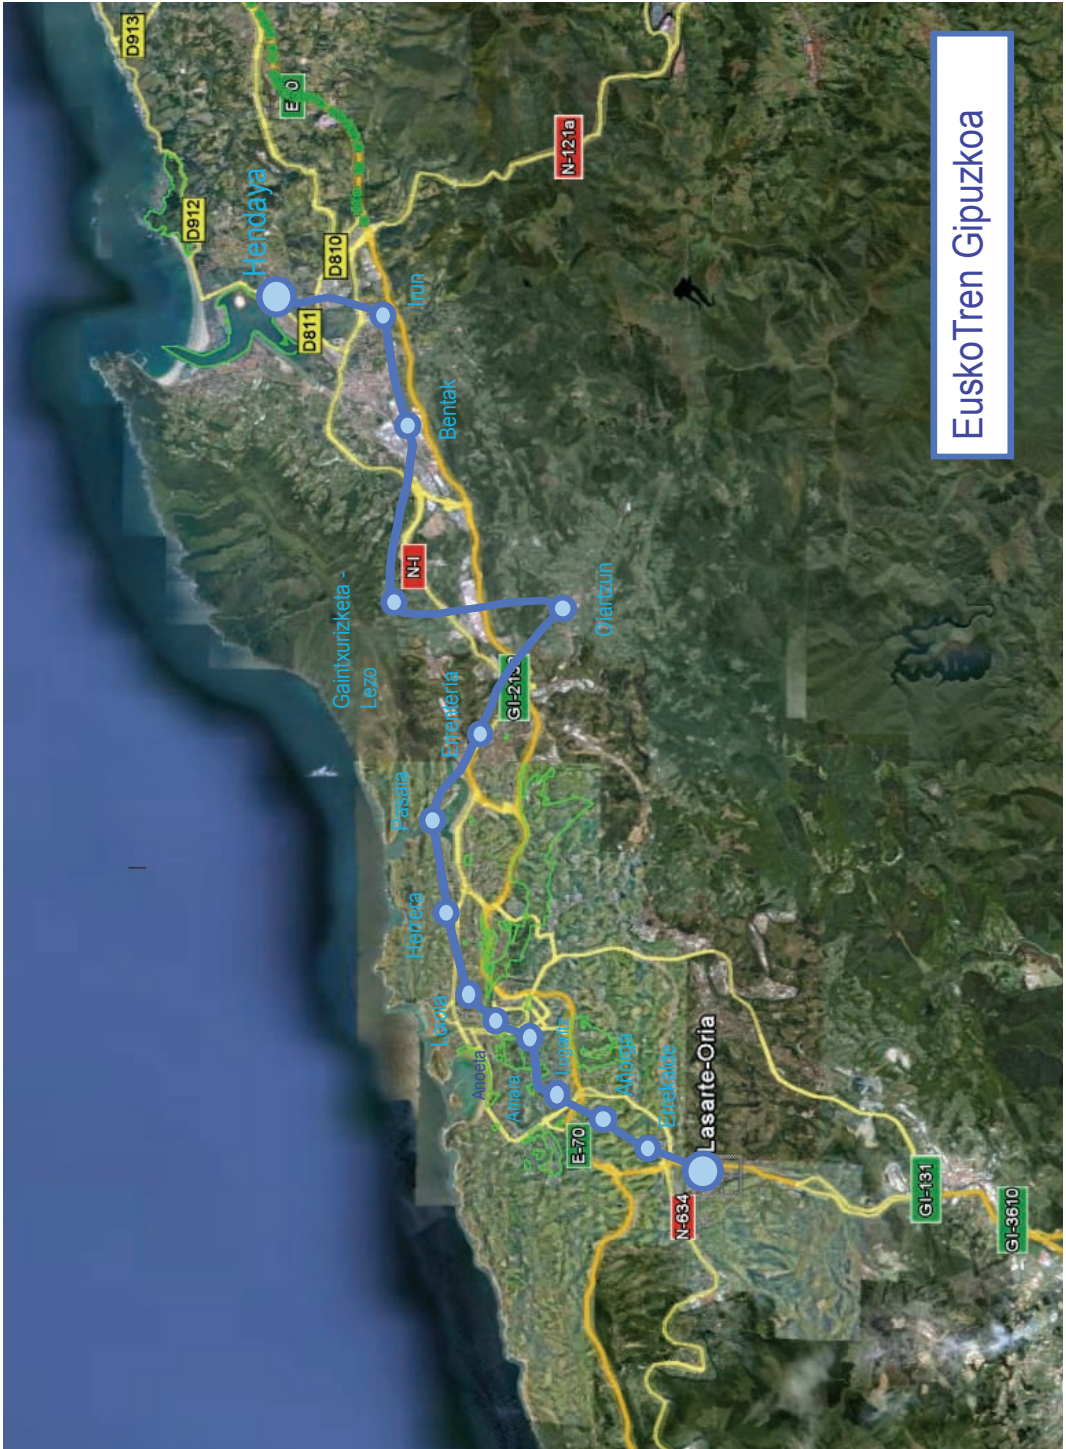 EuskoTren Gipuzkoa
D913
E-70
D912
Hendaya
D810
D811
N-121a
Irun
Bentak
N-I
Gaintxurizketa -
Lezo
Oiartzun
GI-2132
Errenteria
Pasaia
Herrera
Loiola
Anoeta
Amara
Lugaritz
Añorga
Errekalde
E-70
Lasarte-Oria
N-634
GI-131
GI-3610